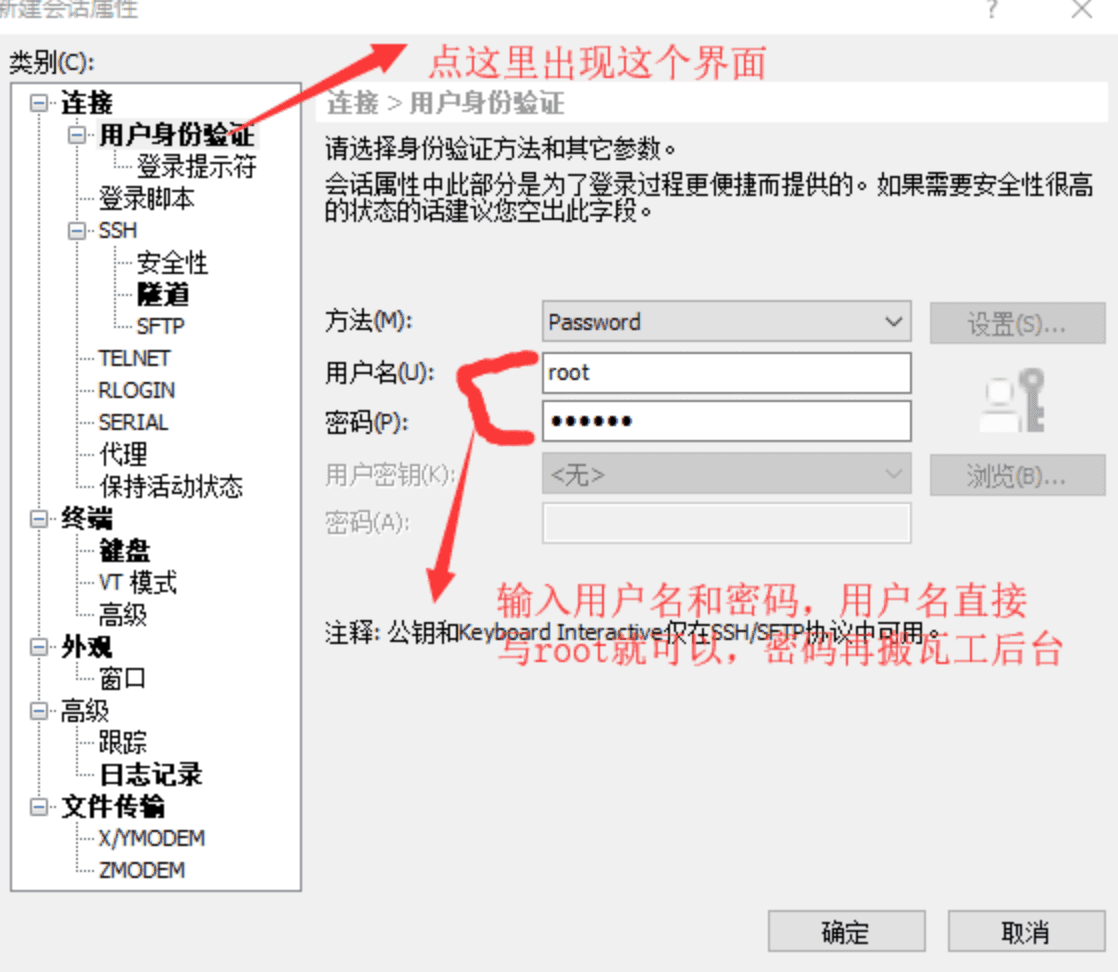 新建会话属性
?
类别(C):
点这里出现这个界面
连接
用户身份验证
登录提示符
登录脚本
SSH
安全性
隧道
SFTP
TELNET
RLOGIN
SERIAL
代理
保持活动状态
终端
键盘
VT 模式
高级
外观
窗口
高级
跟踪
日志记录
文件传输
X/YMODEM
ZMODEM
连接 > 用户身份验证
请选择身份验证方法和其它参数。
会话属性中此部分是为了登录过程更便捷而提供的。如果需要安全性很高
的状态的话建议您空出此字段。
方法(M):
Password
设置(S)...
用户名(U):
root
密码(P):
●●●●●●
用户密钥(K):
<无>
浏览(B)...
密码(A):
输入用户名和密码，用户名直接
注释: 公钥和Keyboard Interactive仅在SSH/SFTP协议中可用。
写root就可以，密码再搬瓦工后台
确定
取消